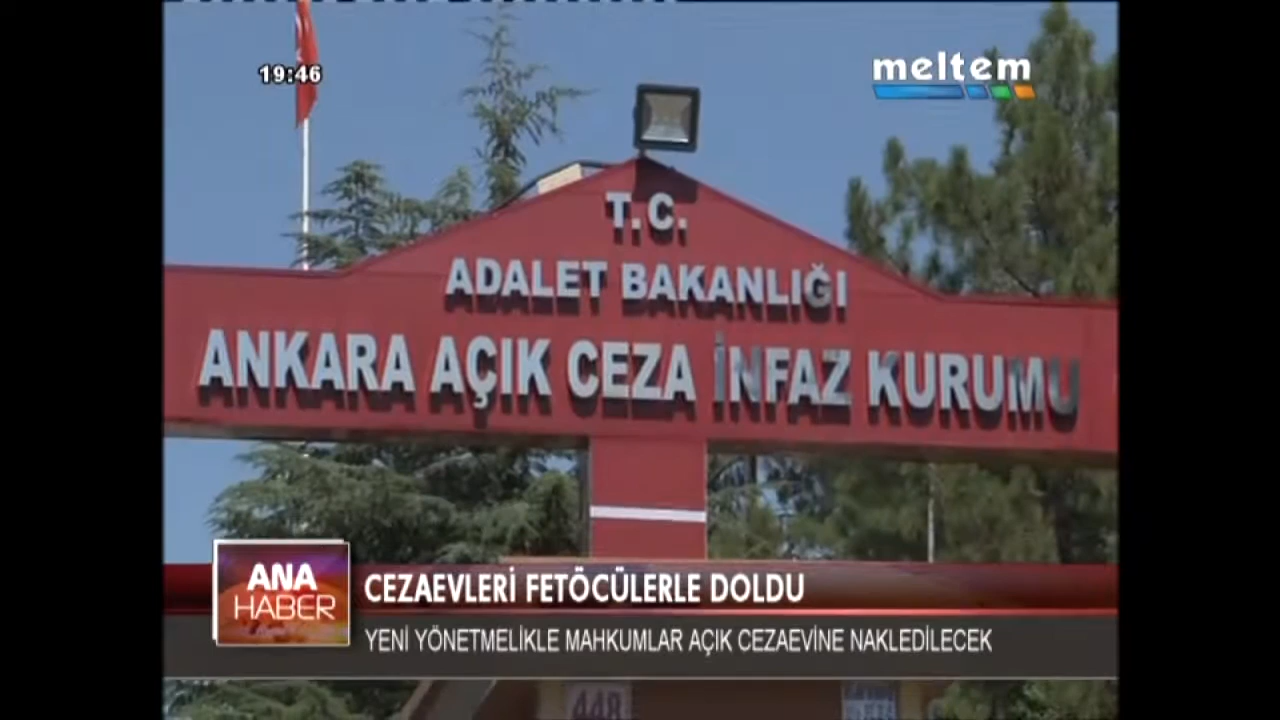 19:46
meltem
T.C.
ADALET BAKANLIĞI
ANKARA AÇIK CEZA İNFAZ KURUMU
ANA
HABER
CEZAEVLERİ FETÖCÜLERLE DOLDU
YENİ YÖNETMELİKLE MAHKUMLAR AÇIK CEZAEVİNE NAKLEDİLECEK
448